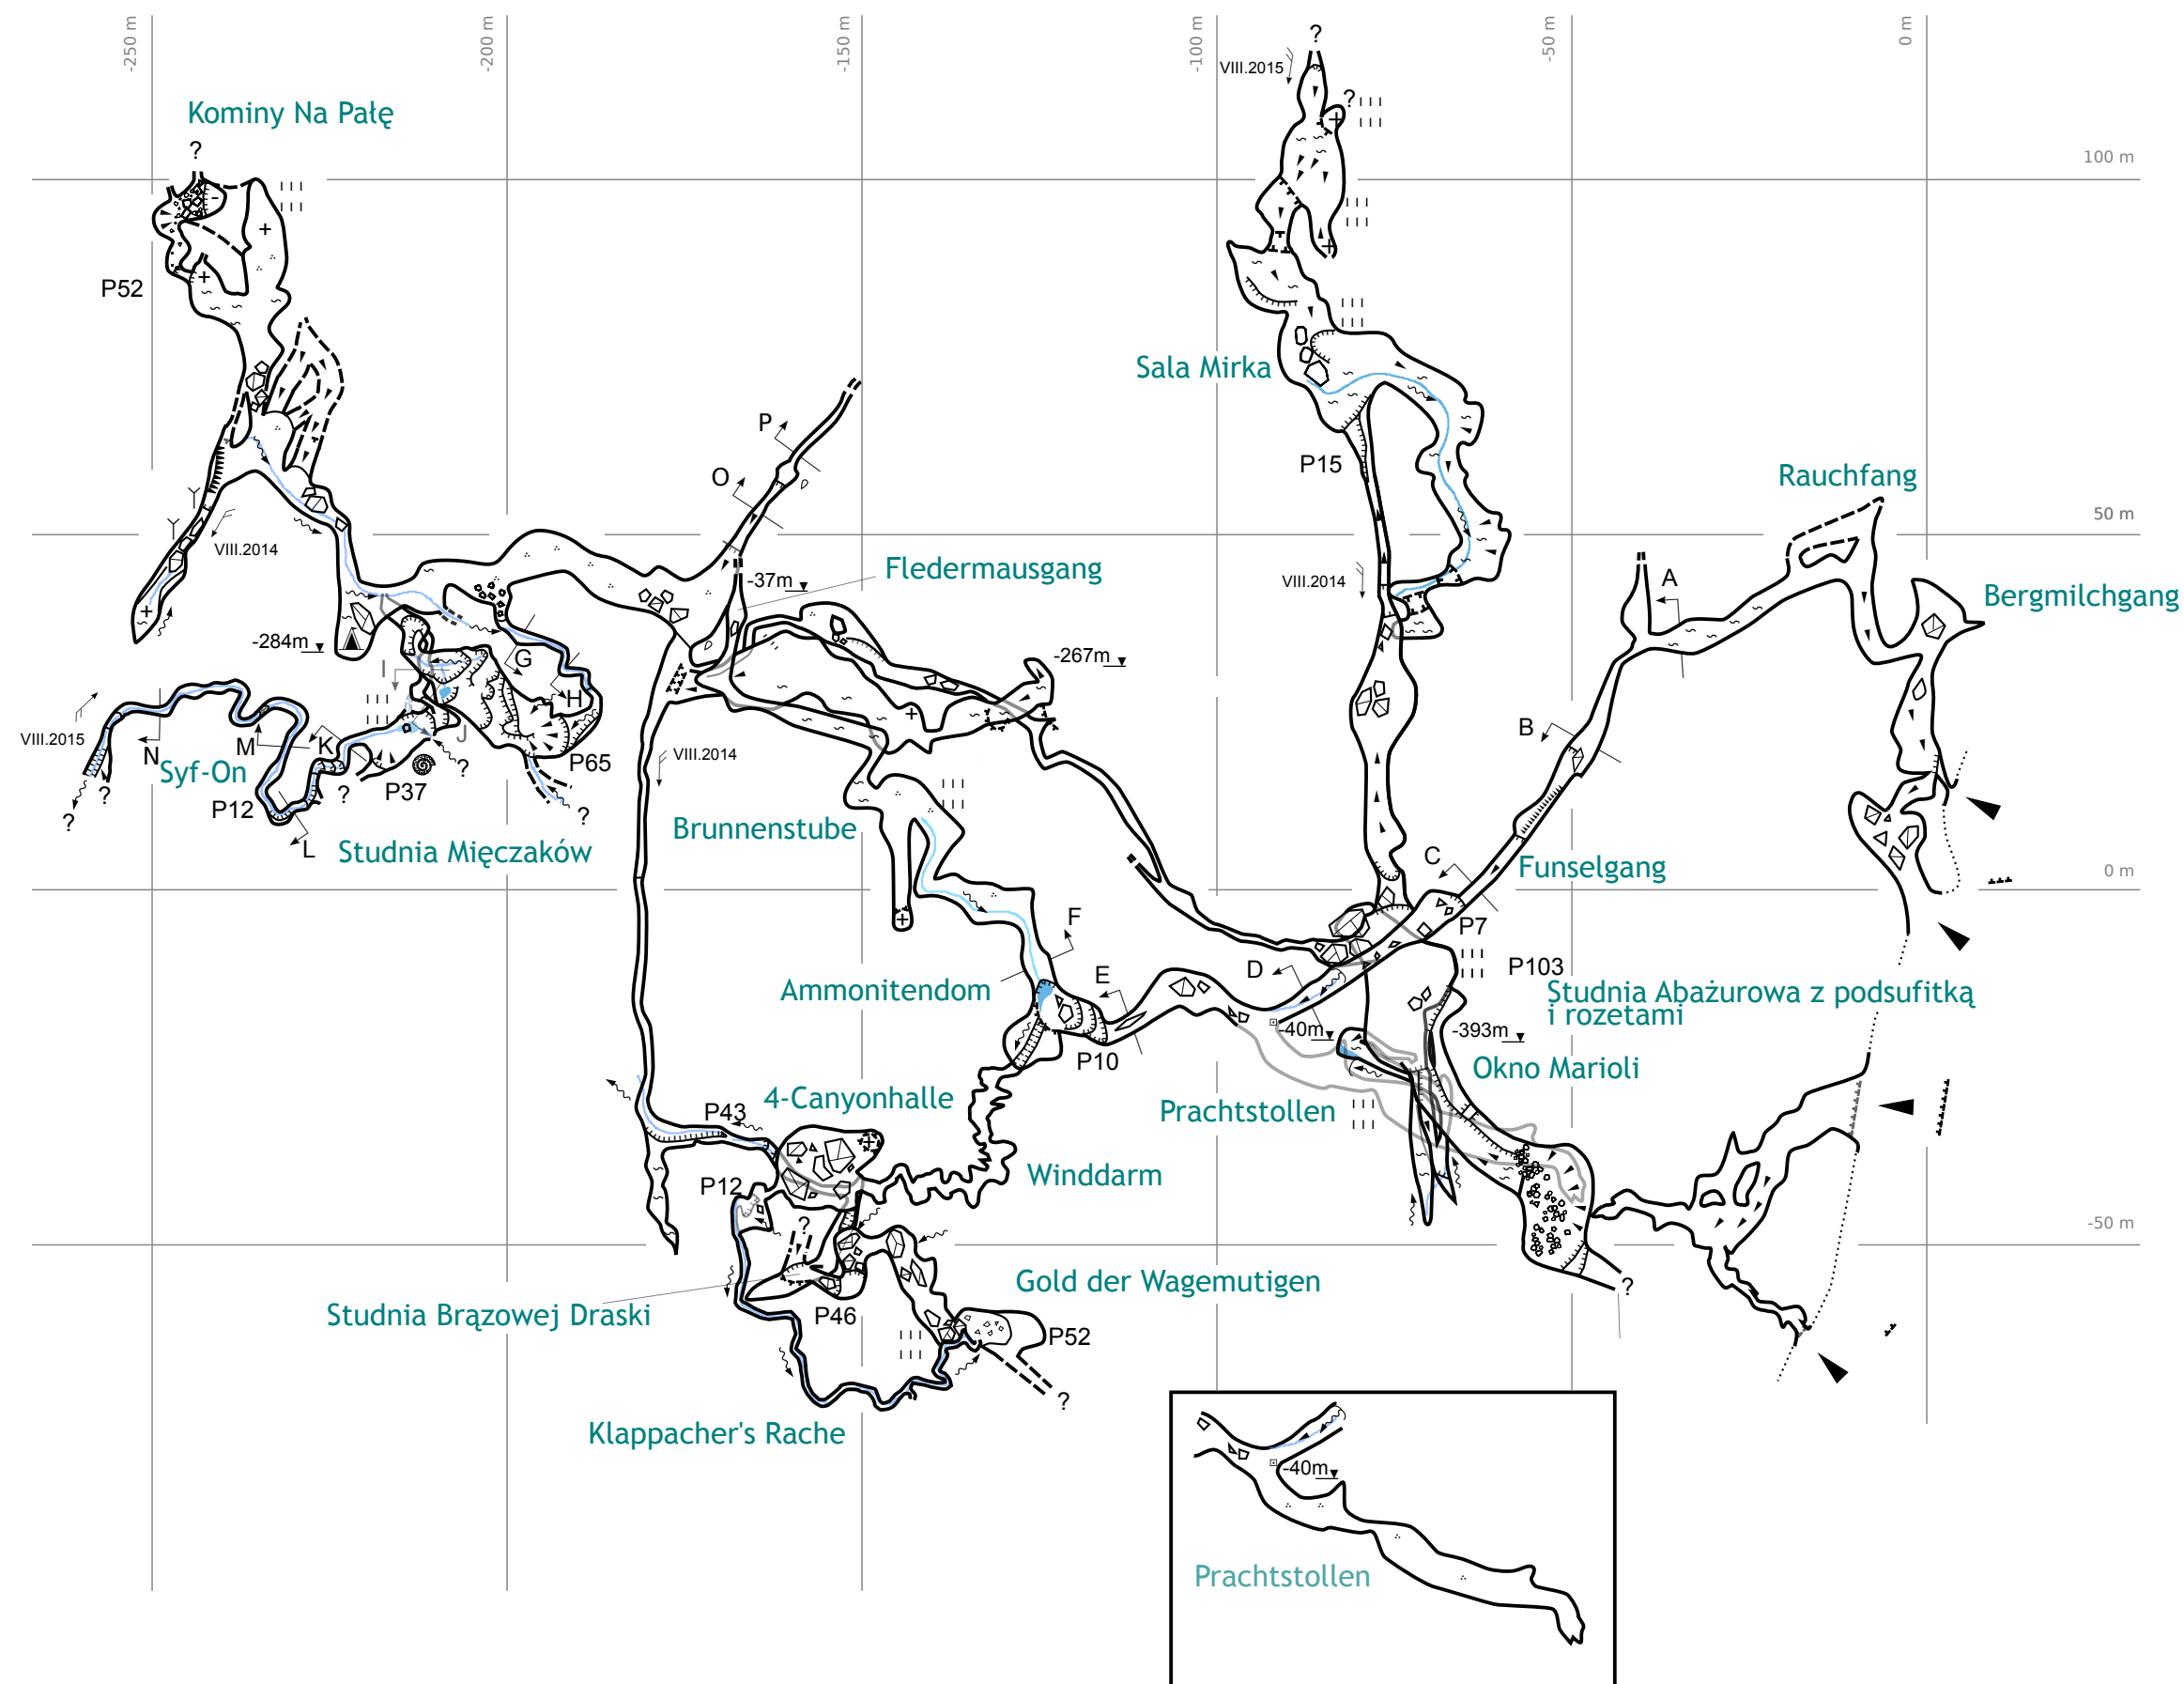 -250 m
-200 m
-150 m
-100 m
-50 m
0 m
?
VIII.2015
?
Kominy Na Pałę
?
100 m
P52
Sala Mirka
P15
P
O
Rauchfang
50 m
VIII.2014
Fledermausgang
-37m
VIII.2014
A
Bergmilchgang
-284m
I
G
-267m
H
VIII.2015
N
M
K
J
B
Syf-On
?
P65
VIII.2014
P12
?
P37
?
?
?
Brunnenstube
L
Studnia Mięczaków
C
Funselgang
0 m
F
P7
E
D
P103
Ammonitendom
Studnia Abażurowa z podsufitką
i rozetami
-40m
-393m
P10
Okno Marioli
4-Canyonhalle
P43
Prachtstollen
P12
Winddarm
?
-50 m
Gold der Wagemutigen
?
Studnia Brązowej Draski
P46
P52
?
Klappacher's Rache
-40m
Prachtstollen